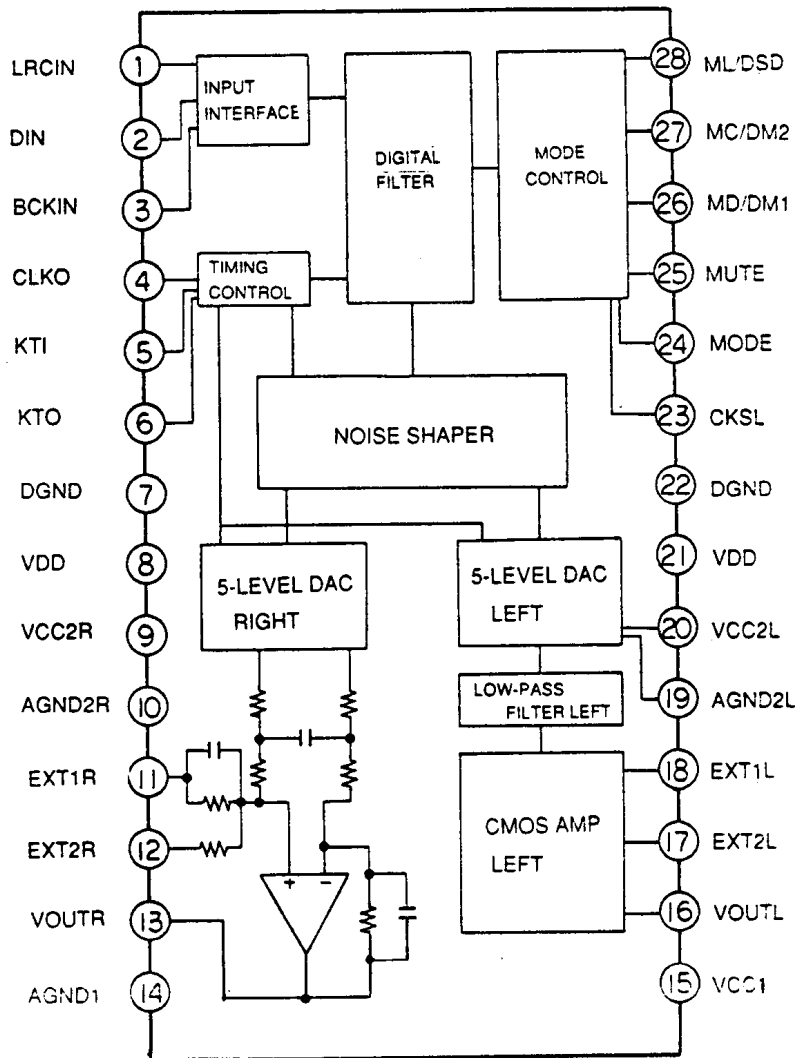 LRCIN 1
DIN 2
BCKIN 3
CLKO 4
KTI 5
KTO 6
DGND 7
VDD 8
VCC2R 9
AGND2R 10
EXT1R 11
EXT2R 12
VOUTR 13
AGND1 14
INPUT
INTERFACE
TIMING
CONTROL
DIGITAL
FILTER
MODE
CONTROL
NOISE SHAPER
5-LEVEL DAC
RIGHT
5-LEVEL DAC
LEFT
LOW-PASS
FILTER LEFT
CMOS AMP
LEFT
+ −
28 ML/DSD
27 MC/DM2
26 MD/DM1
25 MUTE
24 MODE
23 CKSL
22 DGND
21 VDD
20 VCC2L
19 AGND2L
18 EXT1L
17 EXT2L
16 VOUTL
15 VCC1